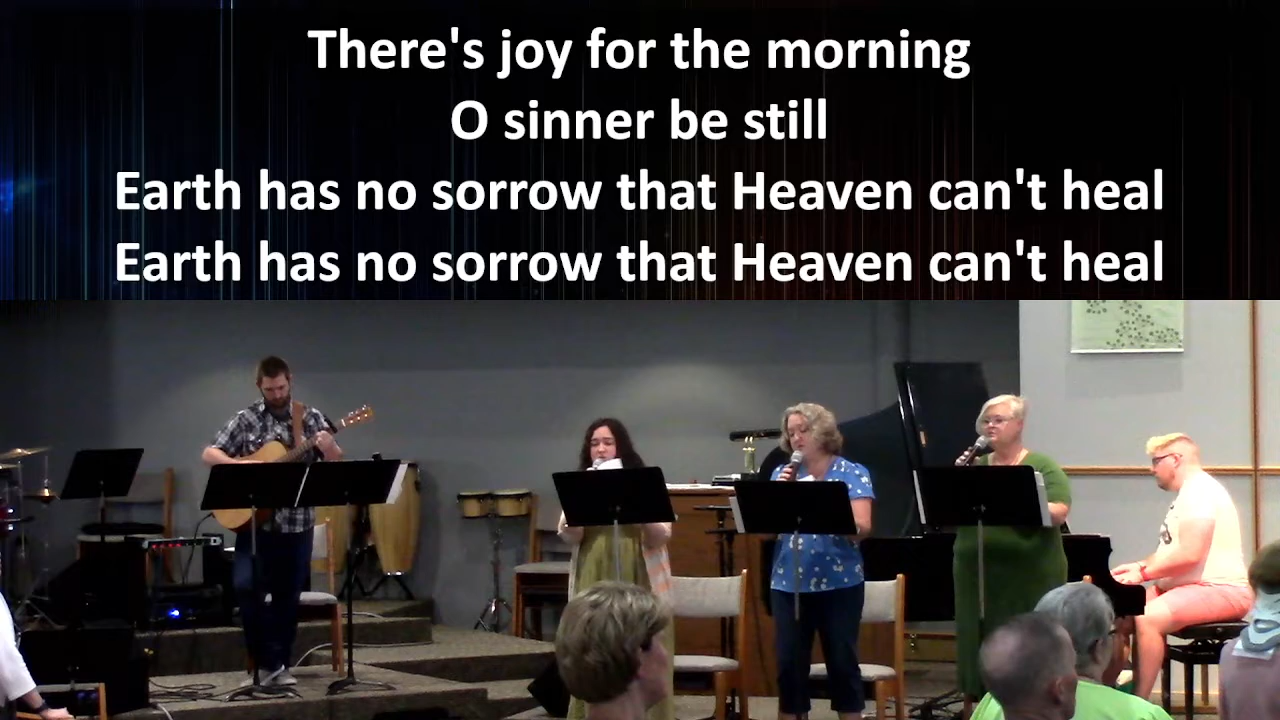 There's joy for the morning
O sinner be still
Earth has no sorrow that Heaven can't heal
Earth has no sorrow that Heaven can't heal